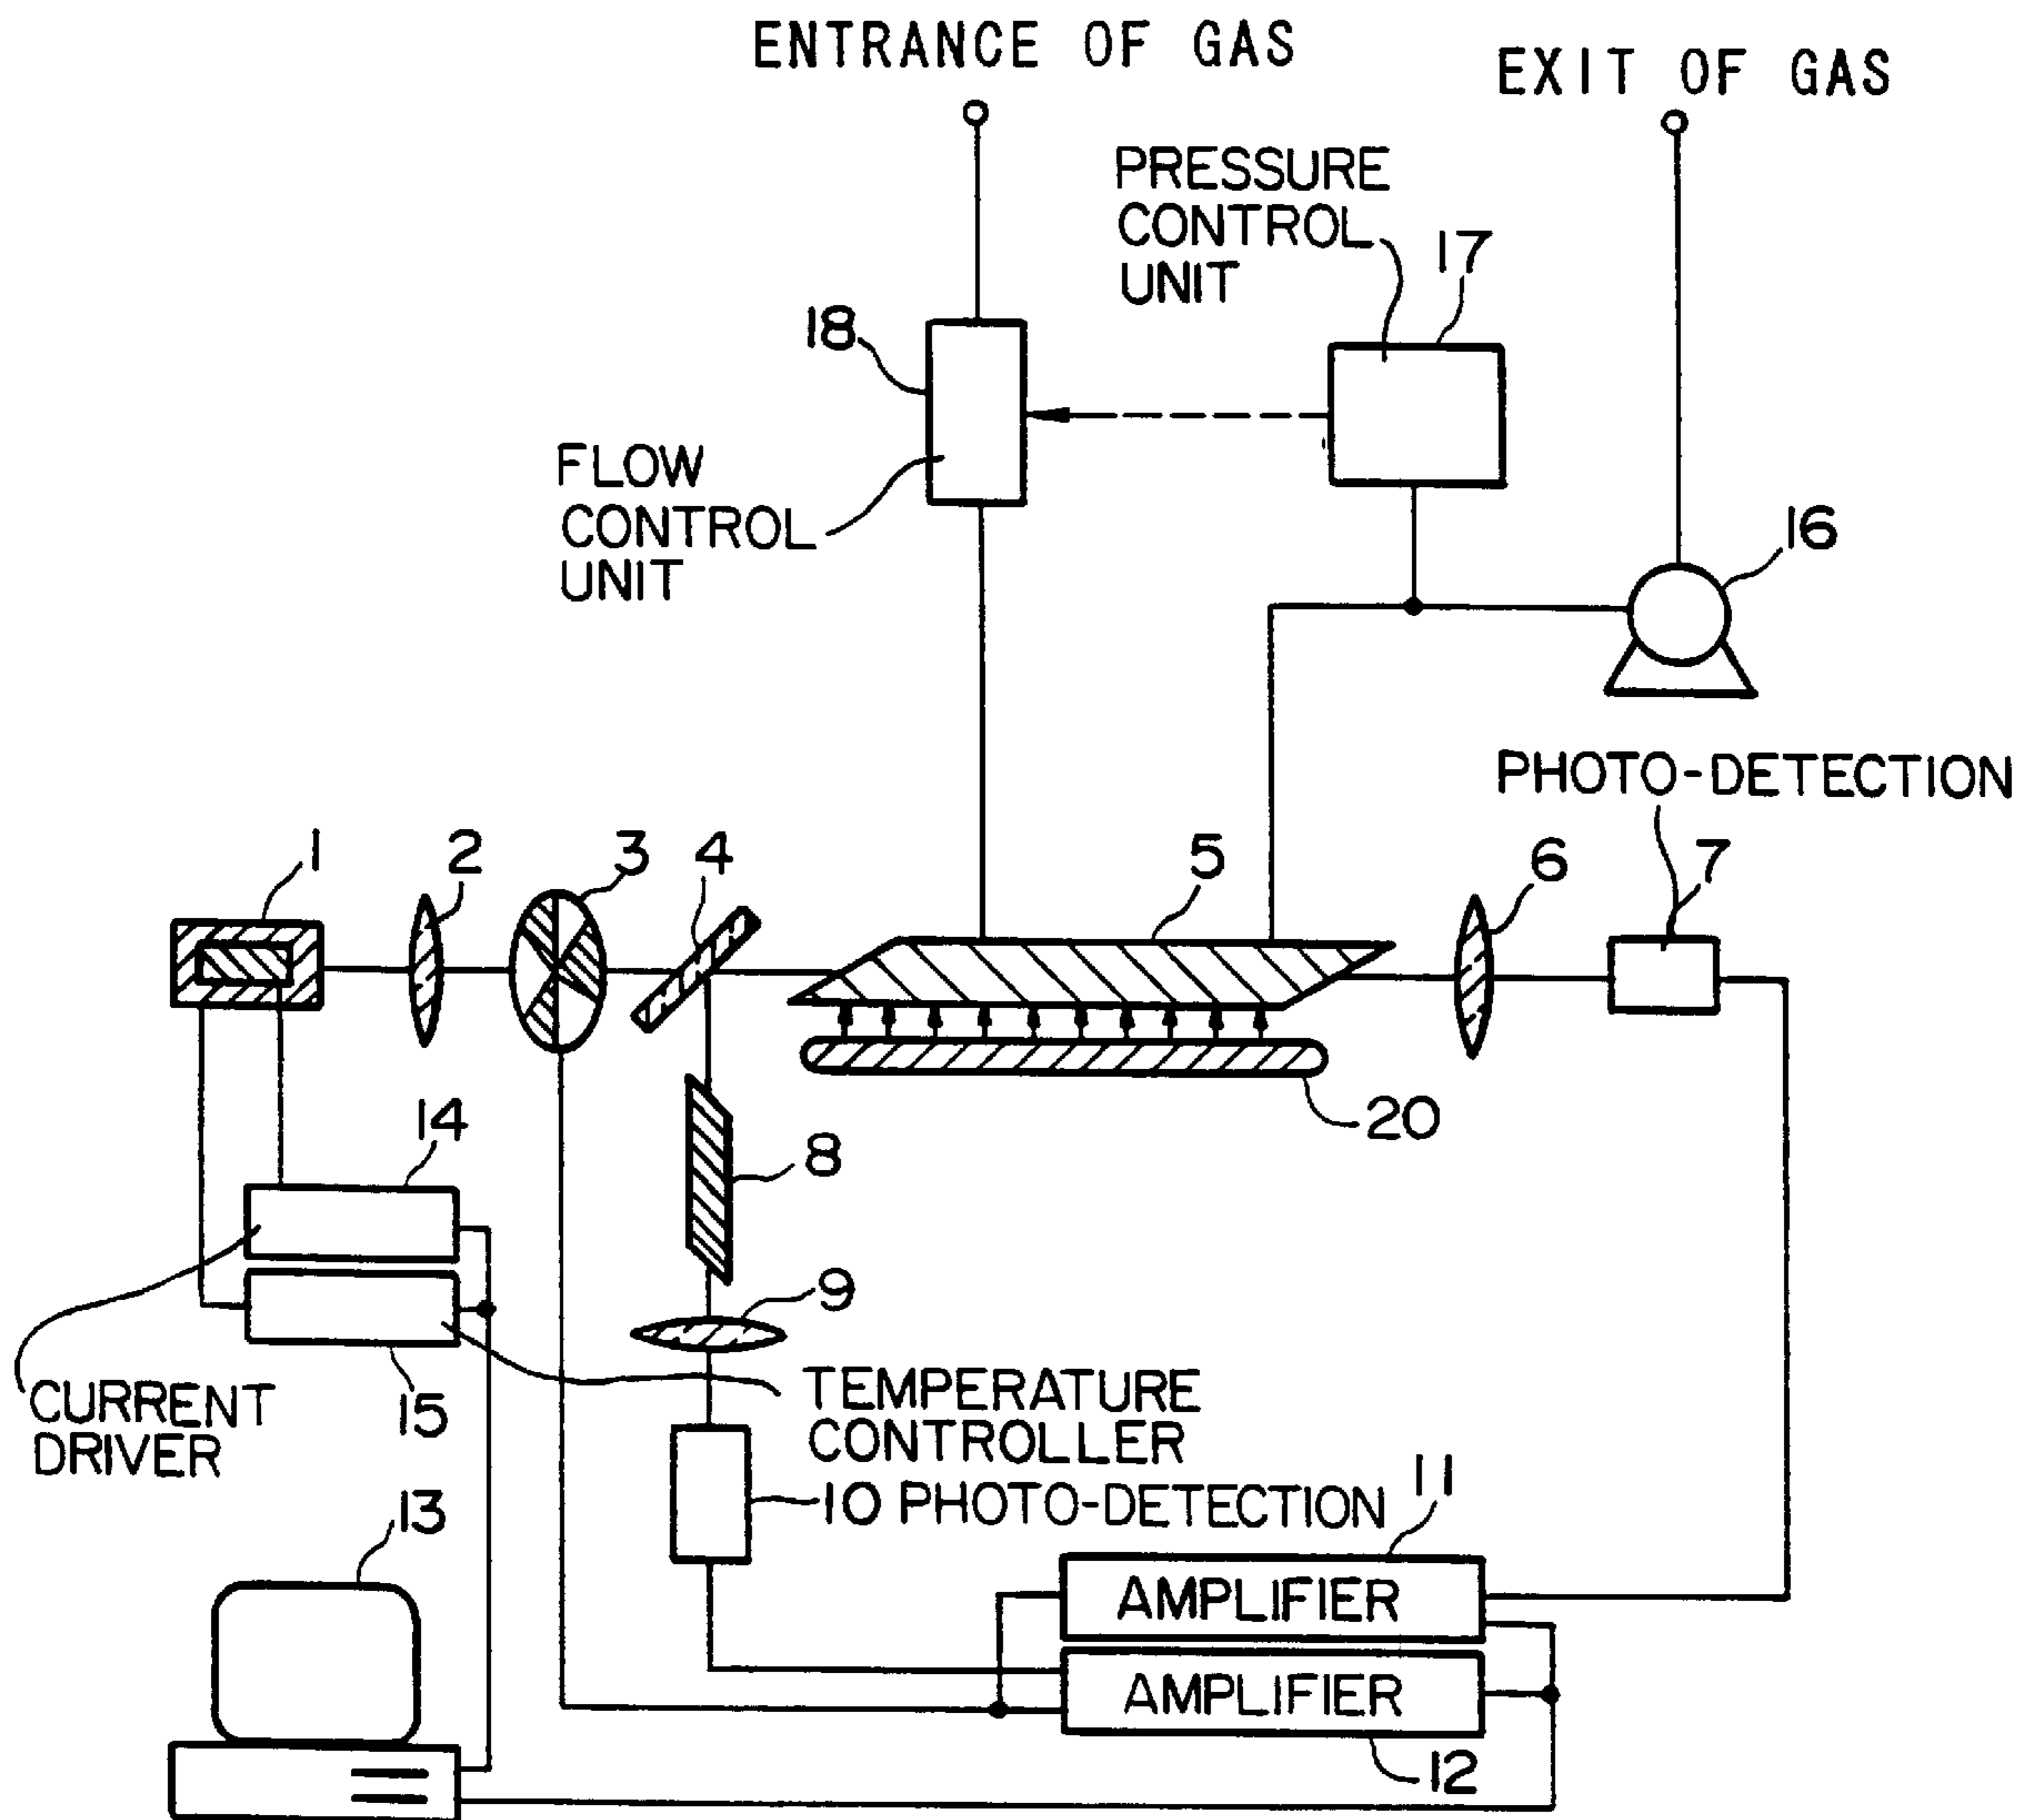 ENTRANCE OF GAS
EXIT OF GAS
PRESSURE
CONTROL
UNIT
17
18
FLOW
CONTROL
UNIT
16
PHOTO-DETECTION
1
2
3
4
5
6
7
20
14
8
9
CURRENT
DRIVER
15
TEMPERATURE
CONTROLLER
10 PHOTO-DETECTION
11
13
AMPLIFIER
AMPLIFIER
12